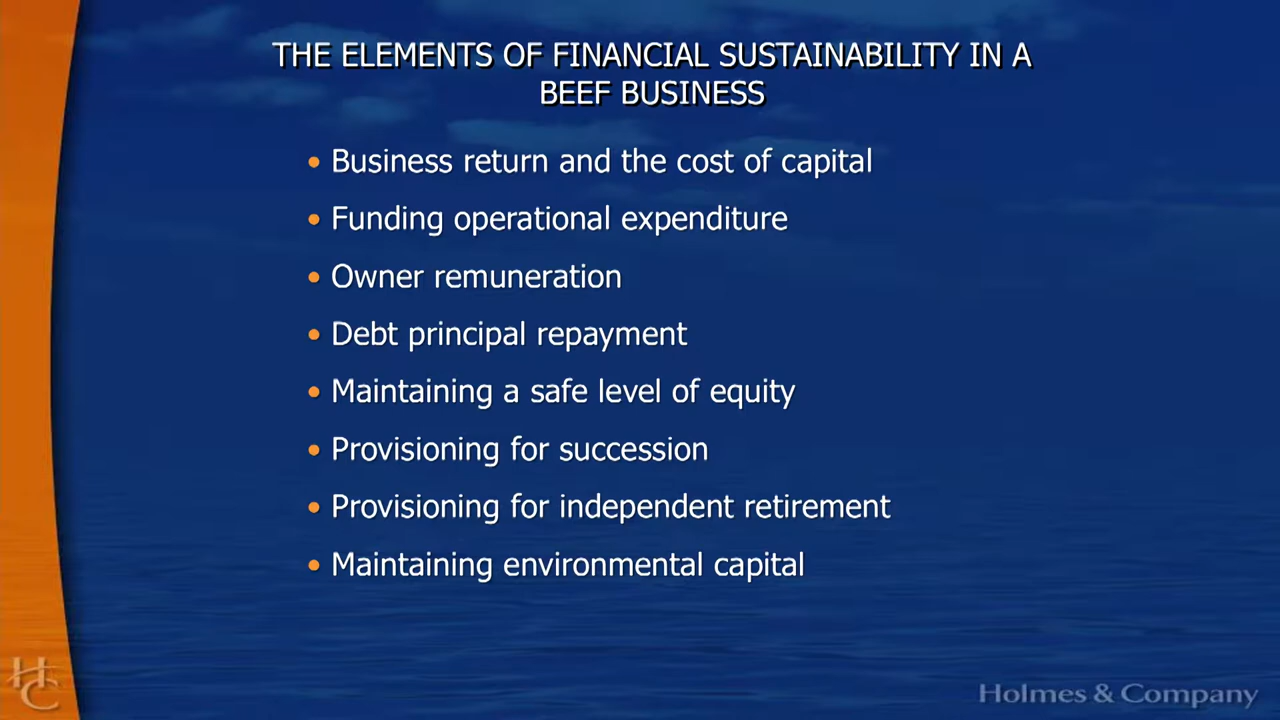 THE ELEMENTS OF FINANCIAL SUSTAINABILITY IN A
BEEF BUSINESS
• Business return and the cost of capital
• Funding operational expenditure
• Owner remuneration
• Debt principal repayment
• Maintaining a safe level of equity
• Provisioning for succession
• Provisioning for independent retirement
• Maintaining environmental capital
HC
Holmes & Company